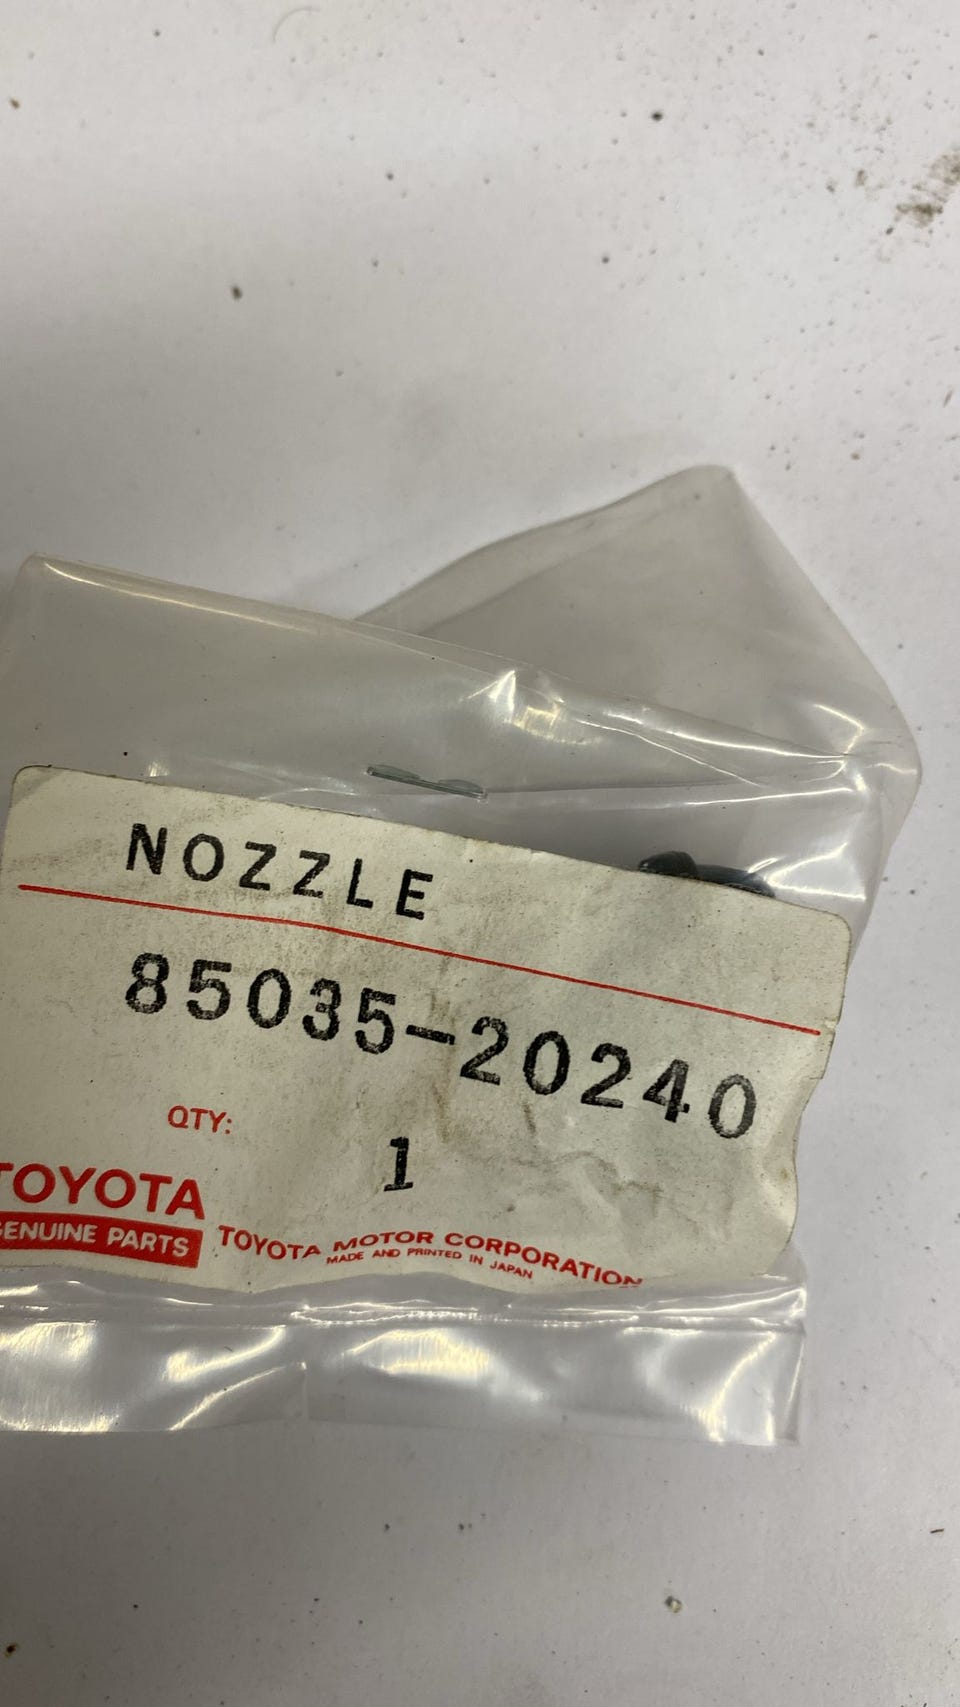 NOZZLE
85035-20240
QTY: 1
TOYOTA
GENUINE PARTS
TOYOTA MOTOR CORPORATION
MADE AND PRINTED IN JAPAN